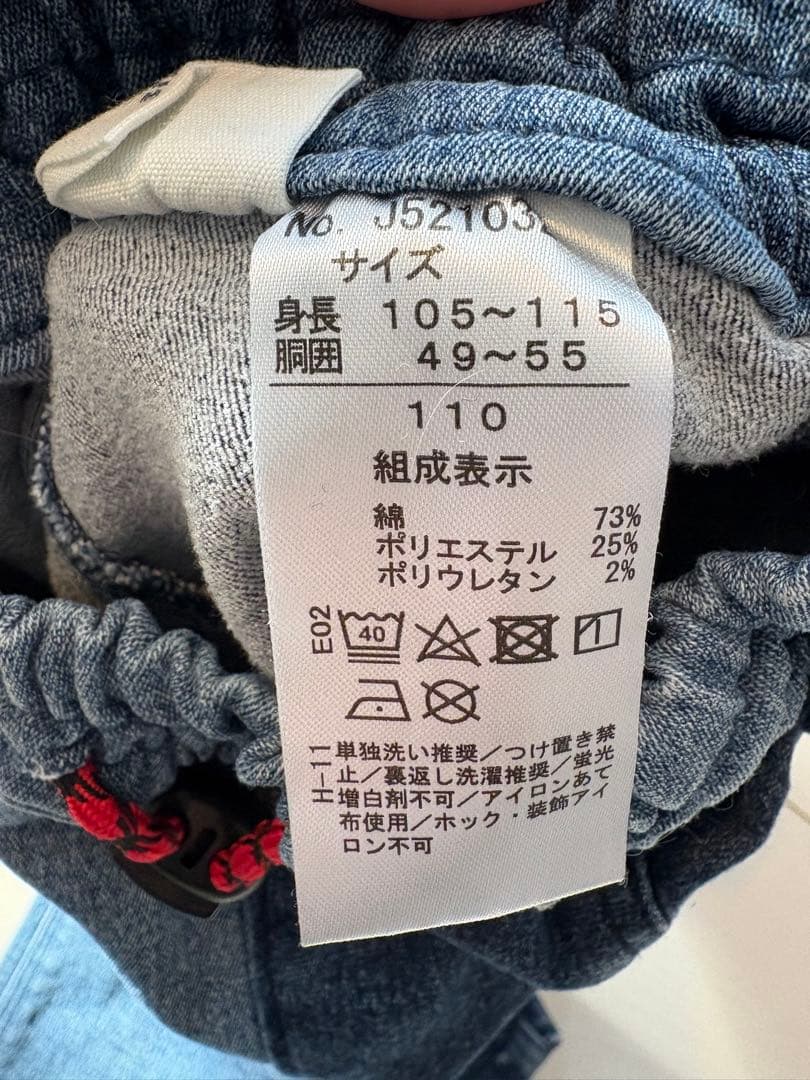 No. J52103
サイズ
身長 105～115
胴囲 49～55
110
組成表示
綿 73%
ポリエステル 25%
ポリウレタン 2%
E02
40
H-11 単独洗い推奨/つけ置き禁
止/裏返し洗濯推奨/蛍光
増白剤不可/アイロンあて
布使用/ホック・装飾アイ
ロン不可